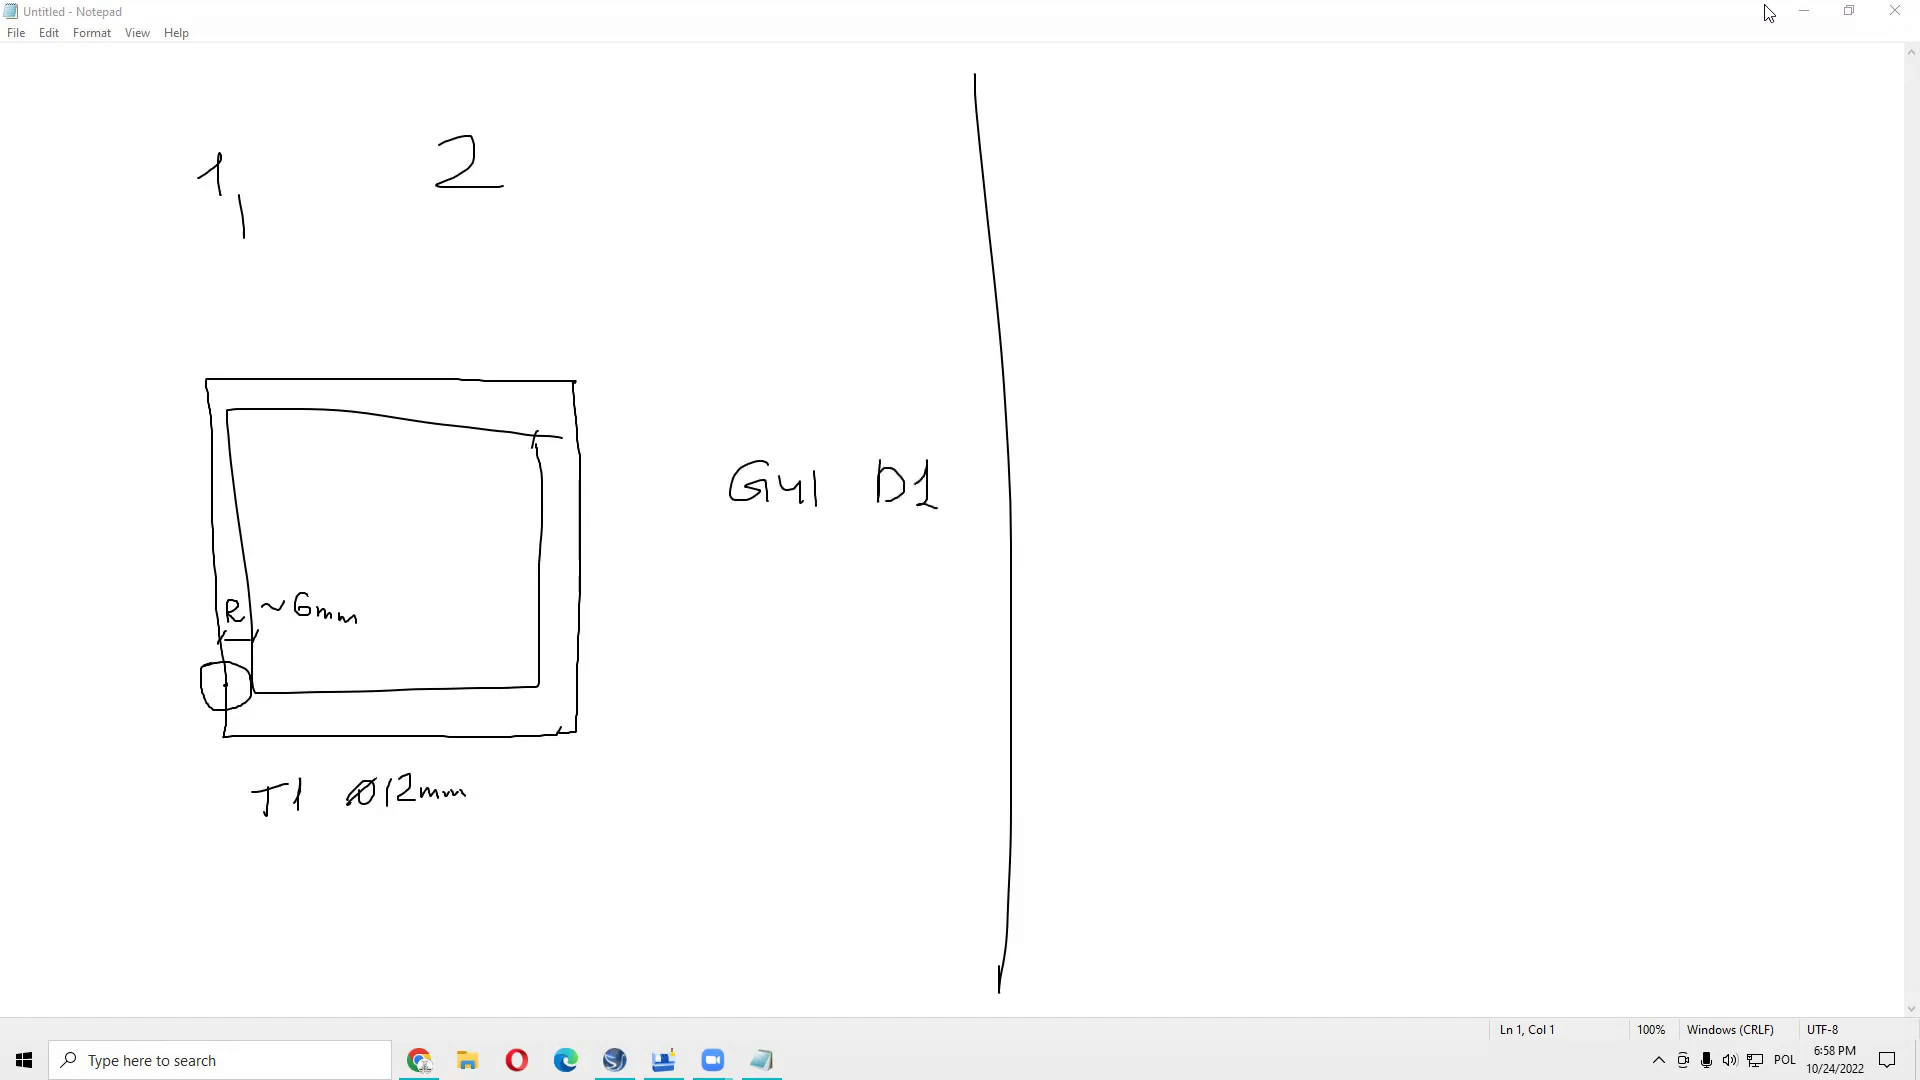 Untitled - Notepad
File Edit Format View Help
1, 2
G41 D1
R ~6mm
T1 Ø12mm
Ln 1, Col 1 100% Windows (CRLF) UTF-8
Type here to search
POL
6:58 PM
10/24/2022